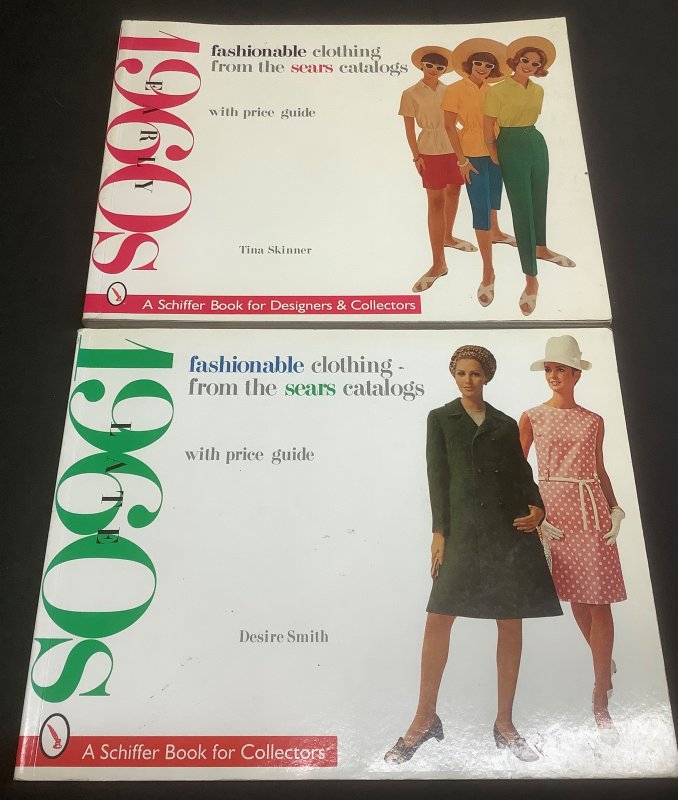 1960s
EARLY
fashionable clothing
from the sears catalogs
with price guide
Tina Skinner
A Schiffer Book for Designers & Collectors
1960s
LATE
fashionable clothing -
from the sears catalogs
with price guide
Desire Smith
A Schiffer Book for Collectors